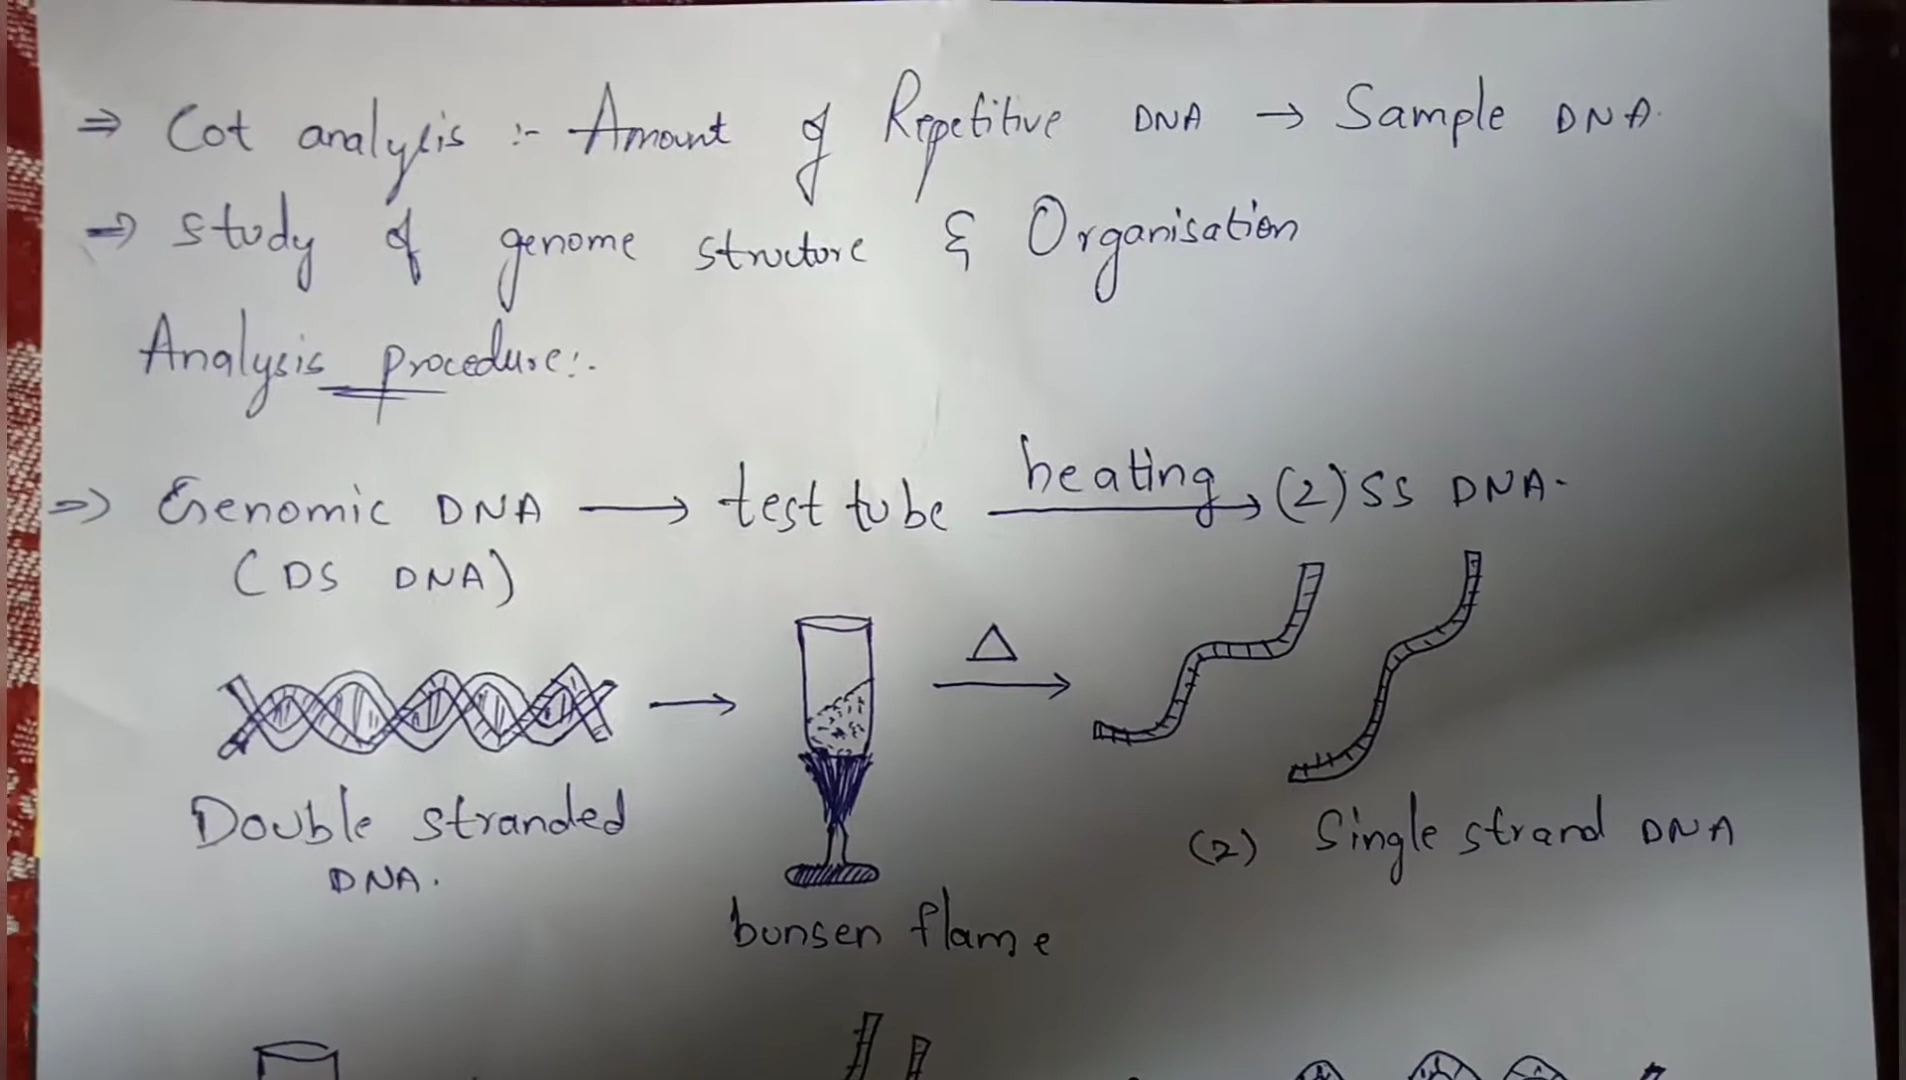 ⇒ Cot analysis :- Amount of Repetitive DNA → Sample DNA.
⇒ Study of genome structure & Organisation
Analysis procedure:-
⇒ Genomic DNA → test tube heating → (2) SS DNA-
(DS DNA)
△
Double stranded
DNA.
(2) Single strand DNA
bunsen flame